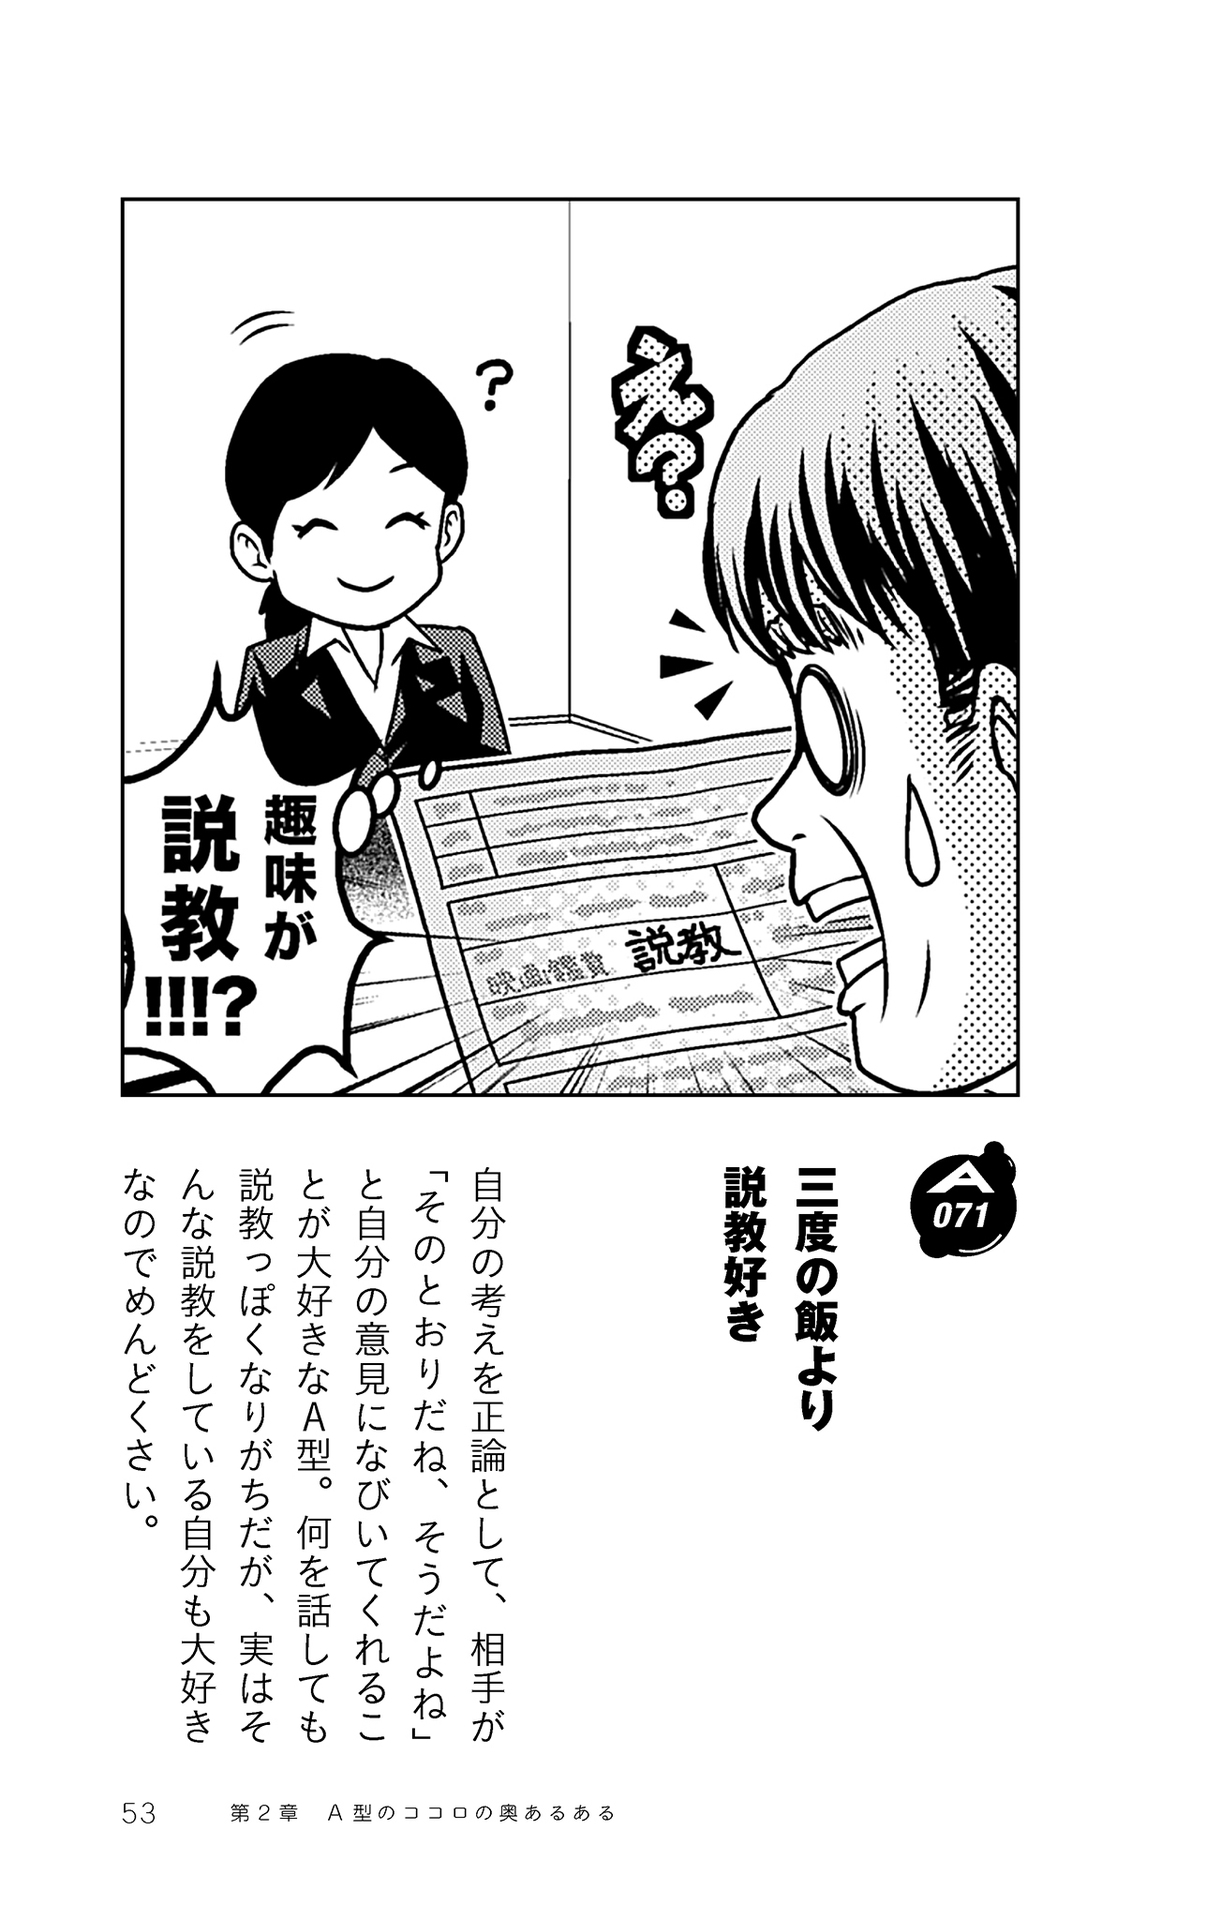 え?
?
趣味が
説教
!!!?
映画鑑賞 説教
A
071
三度の飯より
説教好き
自分の考えを正論として、相手が
「そのとおりだね、そうだよね」
と自分の意見になびいてくれるこ
とが大好きなA型。何を話しても
説教っぽくなりがちだが、実はそ
んな説教をしている自分も大好き
なのでめんどくさい。
53 第2章 A型のココロの奥あるある